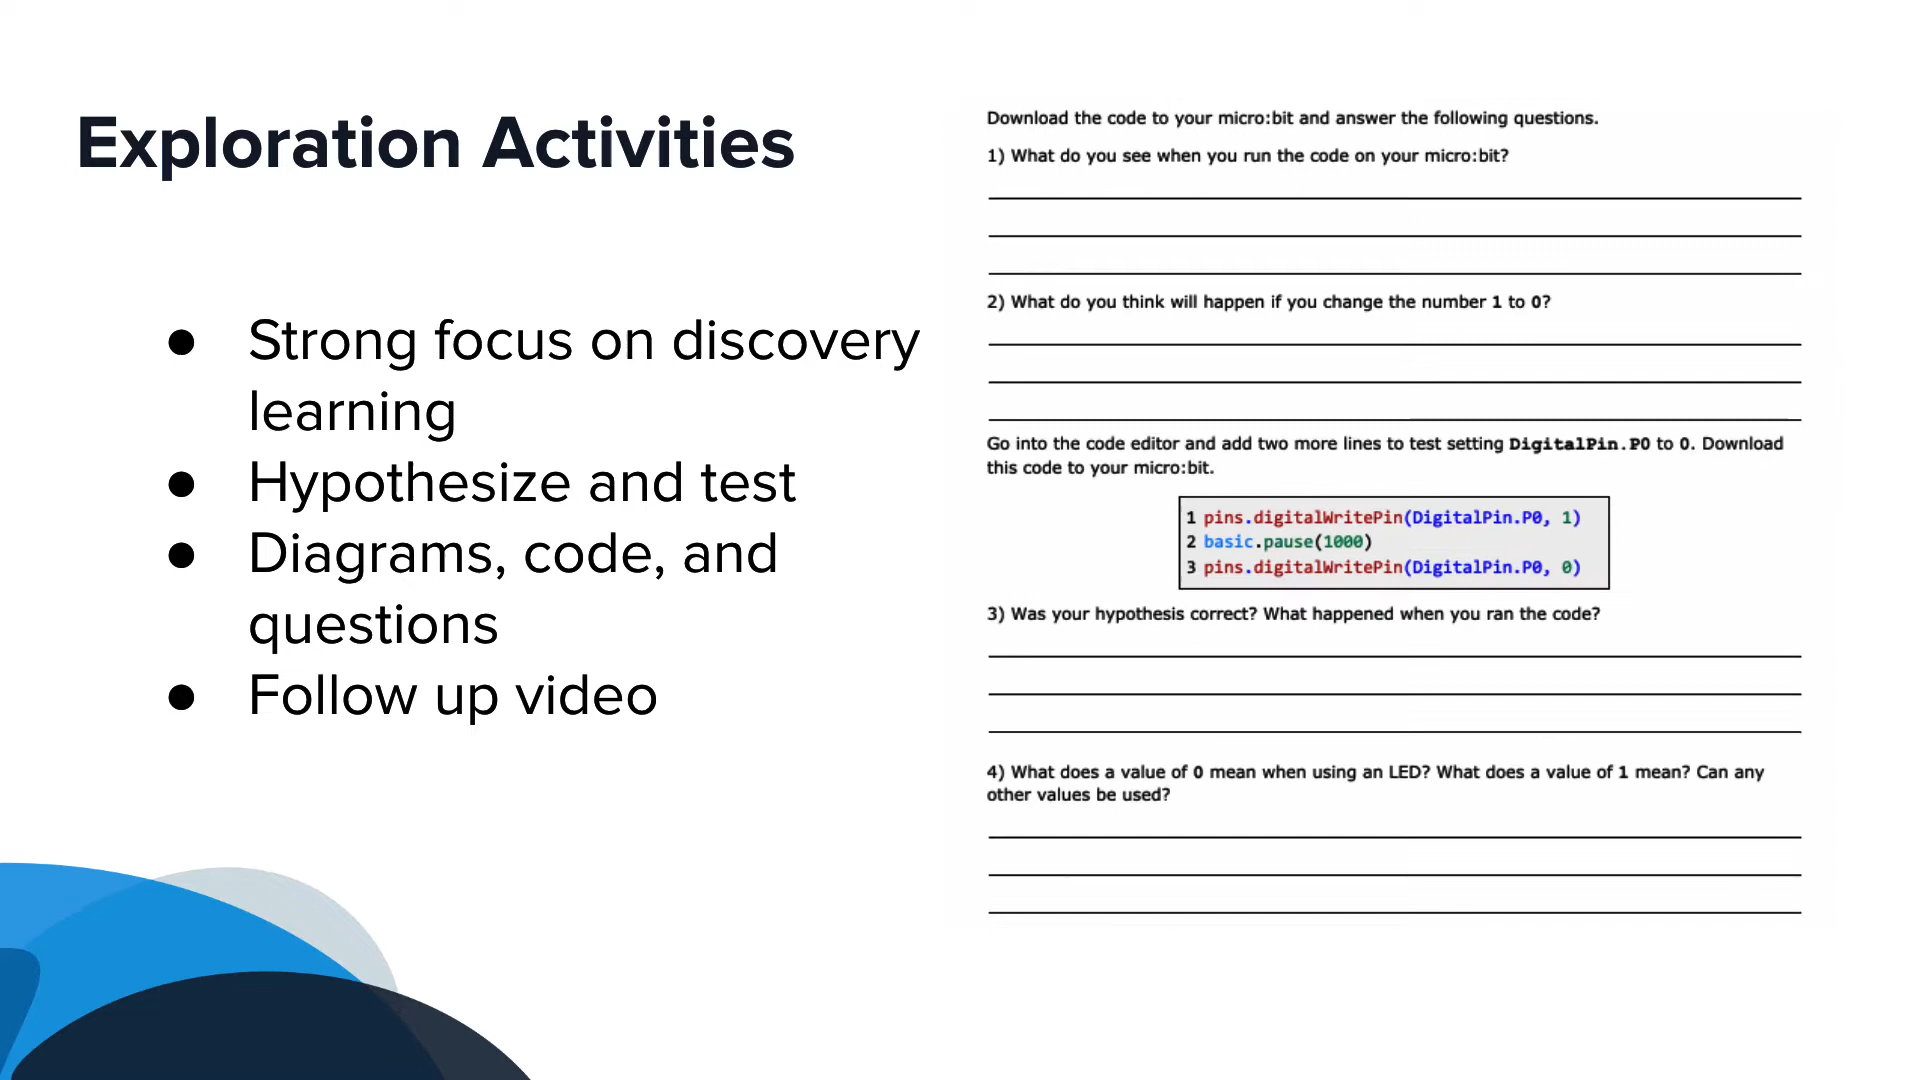 Exploration Activities
● Strong focus on discovery
learning
● Hypothesize and test
● Diagrams, code, and
questions
● Follow up video
Download the code to your micro:bit and answer the following questions.
1) What do you see when you run the code on your micro:bit?
2) What do you think will happen if you change the number 1 to 0?
Go into the code editor and add two more lines to test setting DigitalPin.P0 to 0. Download
this code to your micro:bit.
1 pins.digitalWritePin(DigitalPin.P0, 1)
2 basic.pause(1000)
3 pins.digitalWritePin(DigitalPin.P0, 0)
3) Was your hypothesis correct? What happened when you ran the code?
4) What does a value of 0 mean when using an LED? What does a value of 1 mean? Can any
other values be used?